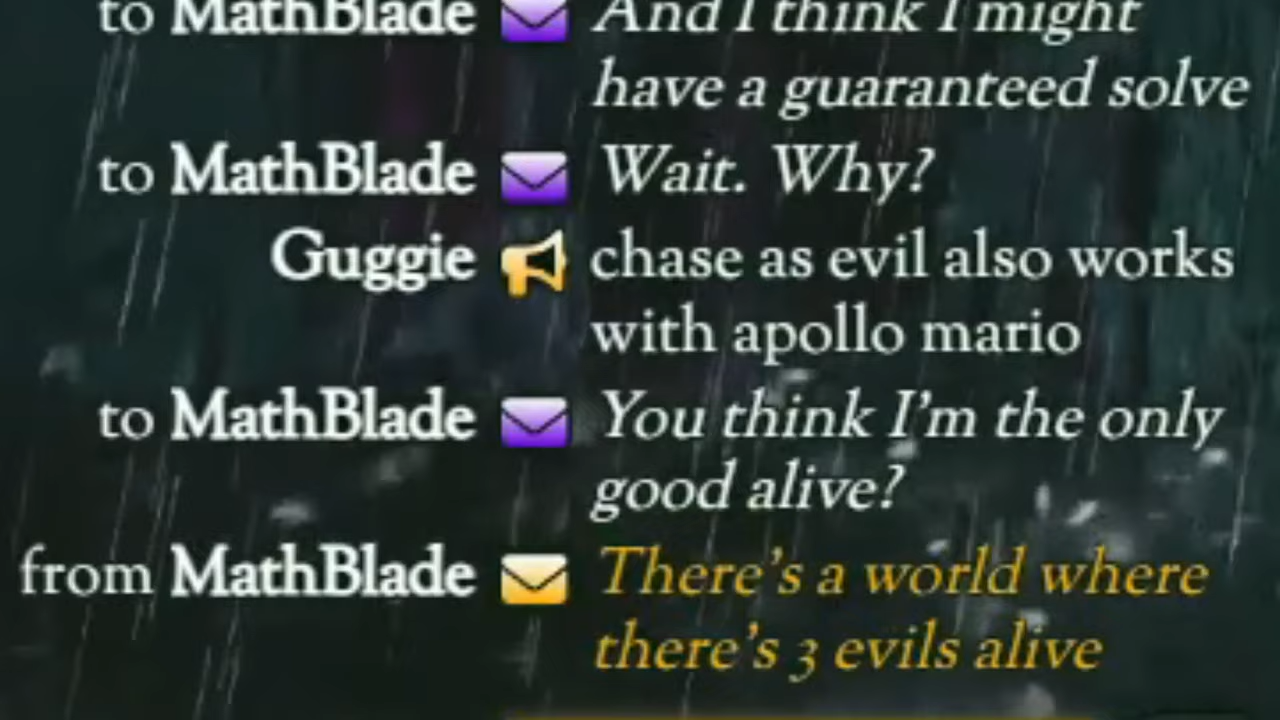 to MathBlade And I think I might
have a guaranteed solve
to MathBlade Wait. Why?
Guggie chase as evil also works
with apollo mario
to MathBlade You think I'm the only
good alive?
from MathBlade There's a world where
there's 3 evils alive